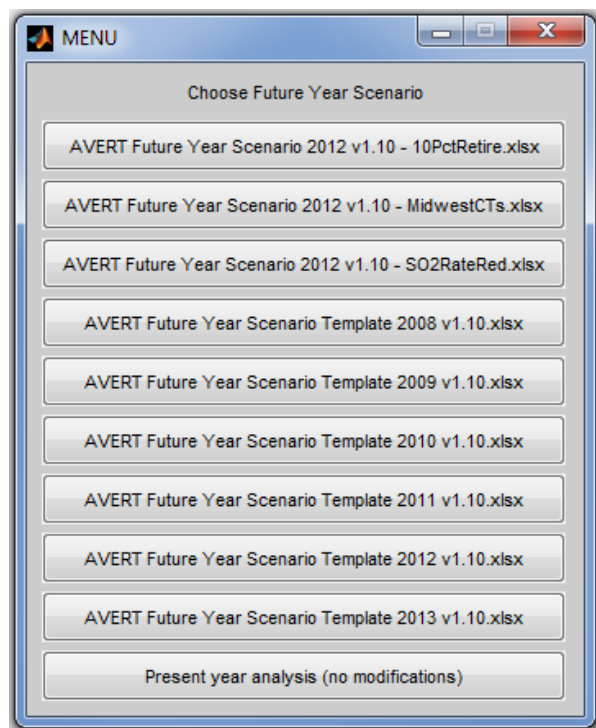 MENU
Choose Future Year Scenario
AVERT Future Year Scenario 2012 v1.10 - 10PctRetire.xlsx
AVERT Future Year Scenario 2012 v1.10 - MidwestCTs.xlsx
AVERT Future Year Scenario 2012 v1.10 - SO2RateRed.xlsx
AVERT Future Year Scenario Template 2008 v1.10.xlsx
AVERT Future Year Scenario Template 2009 v1.10.xlsx
AVERT Future Year Scenario Template 2010 v1.10.xlsx
AVERT Future Year Scenario Template 2011 v1.10.xlsx
AVERT Future Year Scenario Template 2012 v1.10.xlsx
AVERT Future Year Scenario Template 2013 v1.10.xlsx
Present year analysis (no modifications)